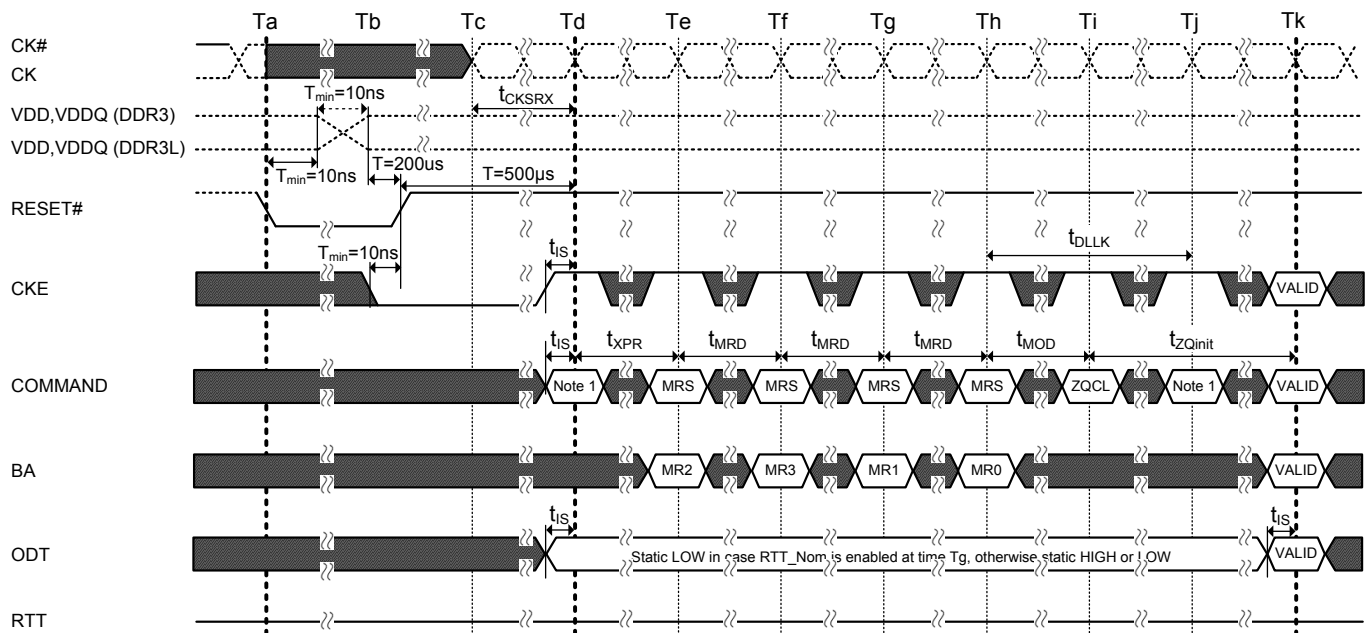 Ta Tb Tc Td Te Tf Tg Th Ti Tj Tk
CK#
CK
Tmin=10ns
tCKSRX
VDD,VDDQ (DDR3)
VDD,VDDQ (DDR3L)
T=200us
T=500µs
Tmin=10ns
RESET#
Tmin=10ns
tIS
tDLLK
CKE
VALID
tIS tXPR tMRD tMRD tMRD tMOD tZQinit
COMMAND
Note 1 MRS MRS MRS MRS ZQCL Note 1 VALID
BA
MR2 MR3 MR1 MR0 VALID
tIS
tIS
ODT
Static LOW in case RTT_Nom is enabled at time Tg, otherwise static HIGH or LOW
VALID
RTT